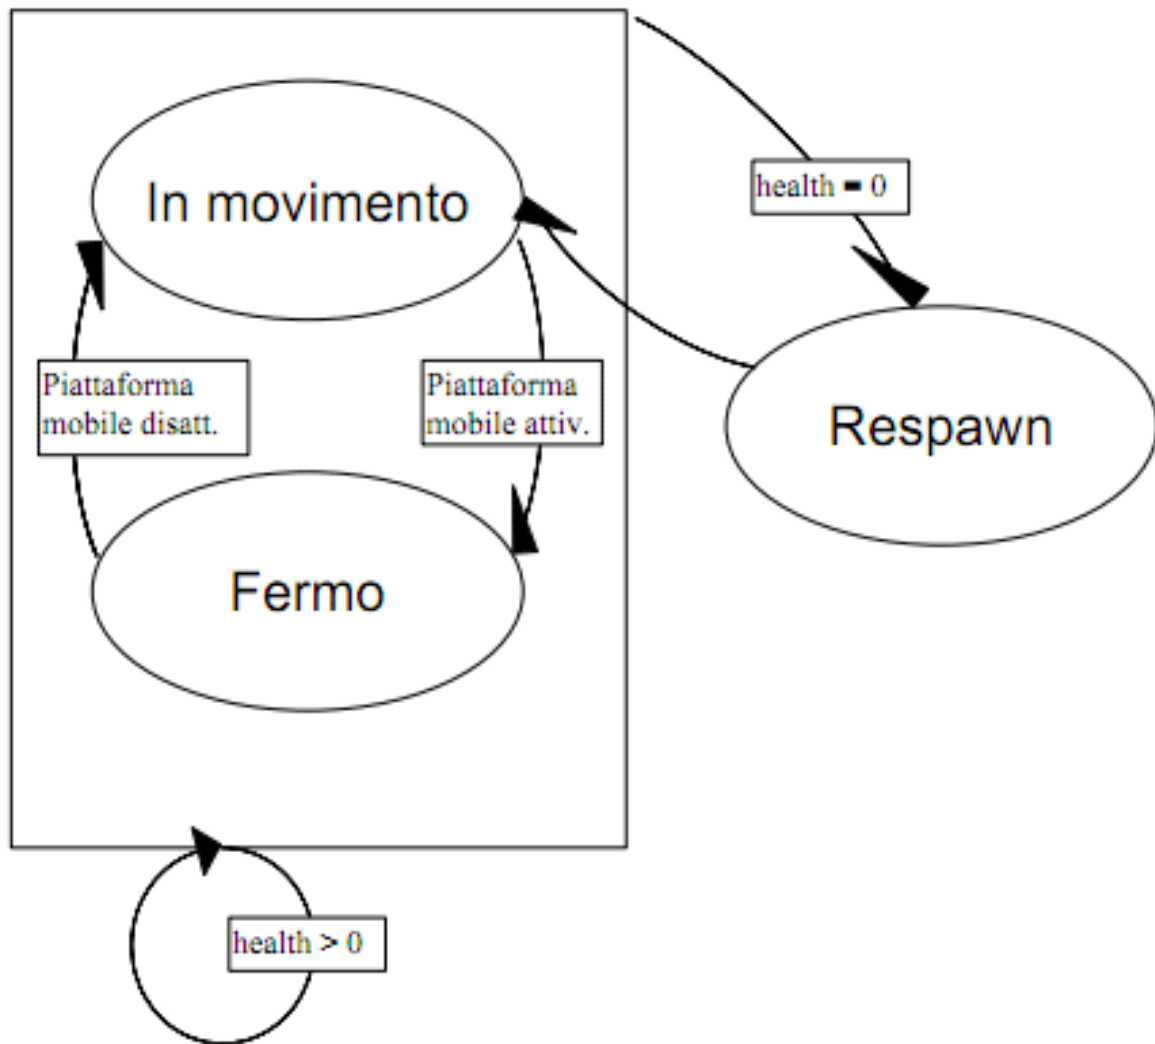 In movimento
health = 0
Piattaforma
mobile disatt.
Piattaforma
mobile attiv.
Respawn
Fermo
health > 0